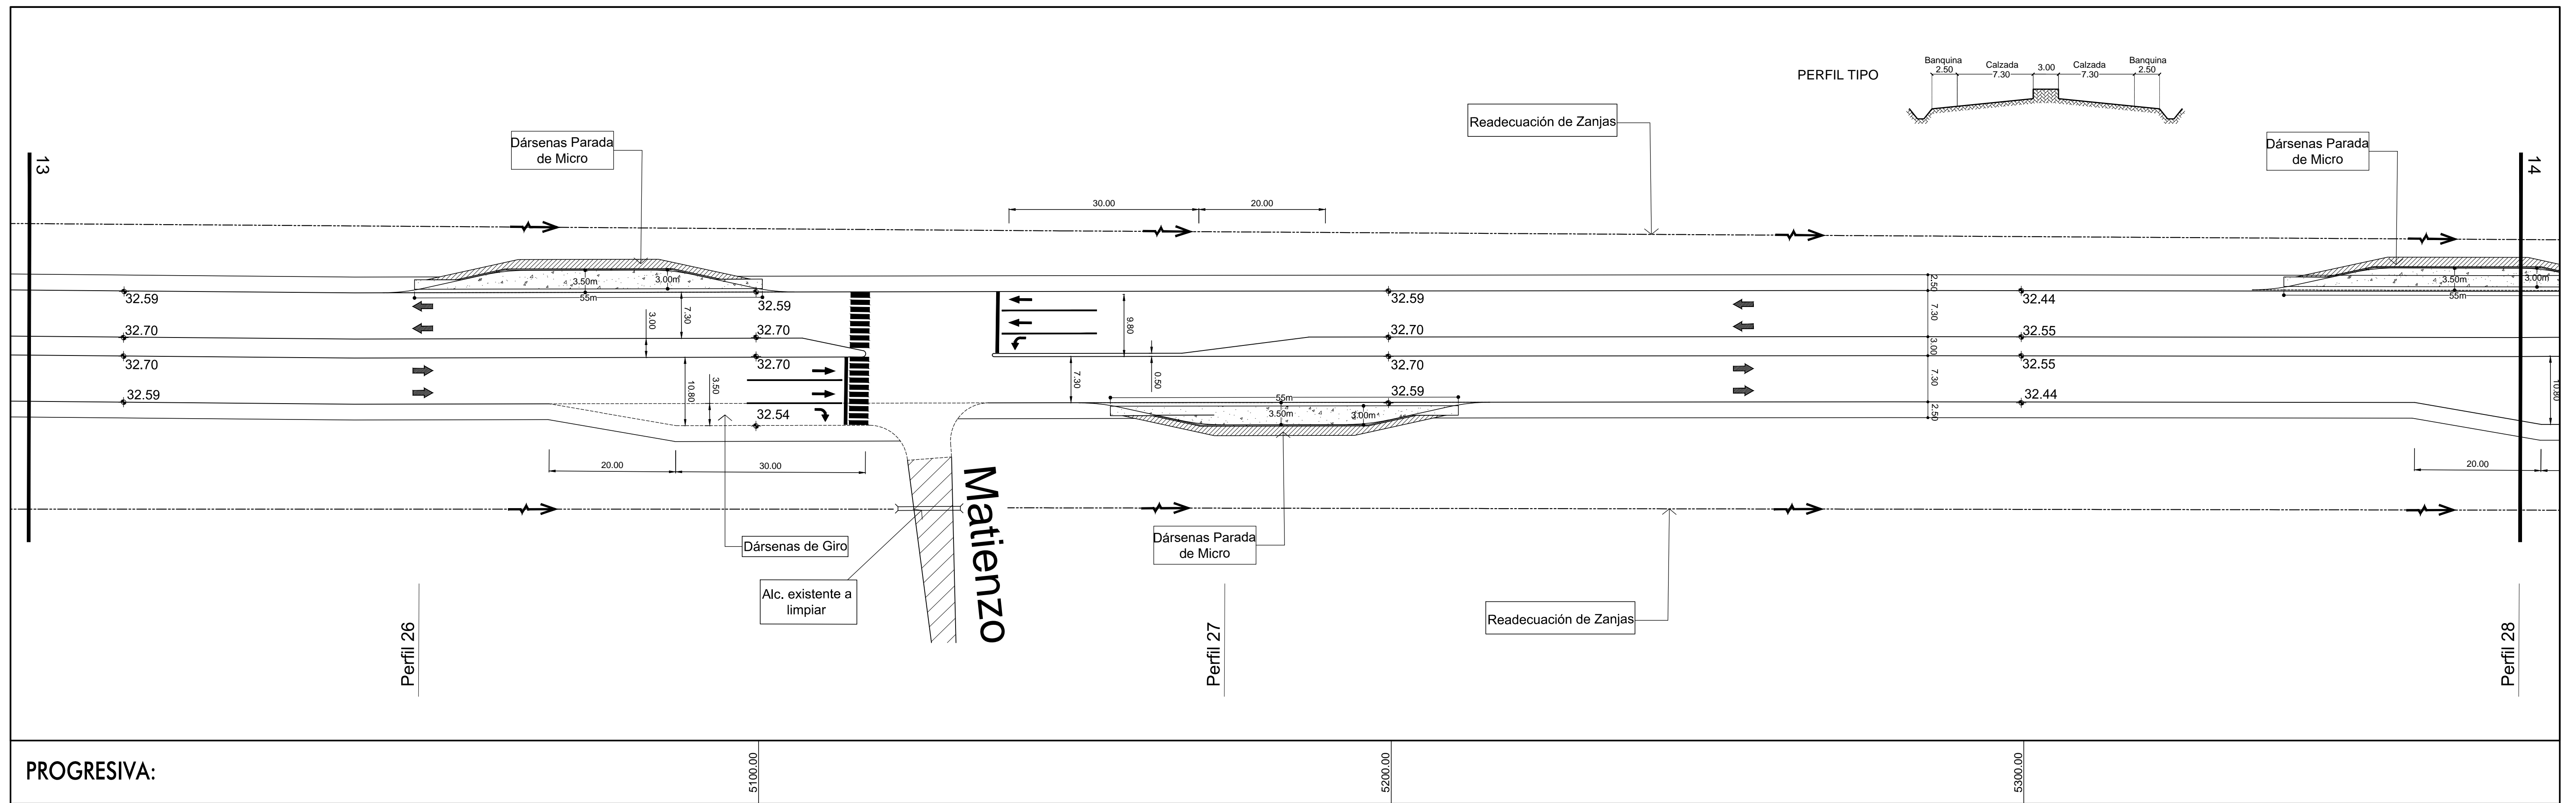 PERFIL TIPO
Banquina
2.50
Calzada
7.30
3.00
Calzada
7.30
Banquina
2.50
Readecuación de Zanjas
Dársenas Parada
de Micro
Dársenas Parada
de Micro
13
14
30.00
20.00
3.50m
3.00m
55m
3.50m
3.00m
55m
32.59
32.59
32.59
32.44
32.70
32.70
32.70
32.55
32.70
32.70
32.70
32.55
32.59
32.54
32.59
32.44
3.00
7.30
10.80
3.50
9.80
7.30
0.50
55m
3.50m
3.00m
2.50
7.30
3.00
7.30
2.50
10.80
20.00
30.00
20.00
Dársenas de Giro
Alc. existente a
limpiar
Matienzo
Dársenas Parada
de Micro
Readecuación de Zanjas
Perfil 26
Perfil 27
Perfil 28
PROGRESIVA:
5100.00
5200.00
5300.00